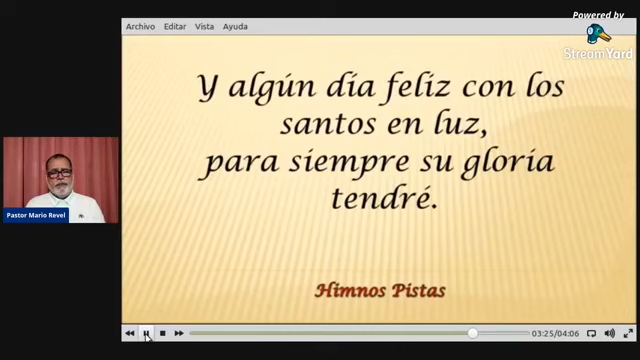 Powered by
StreamYard
Archivo Editar Vista Ayuda
Y algún día feliz con los
santos en luz,
para siempre su gloria
tendré.
Himnos Pistas
Pastor Mario Revel
03:25/04:06